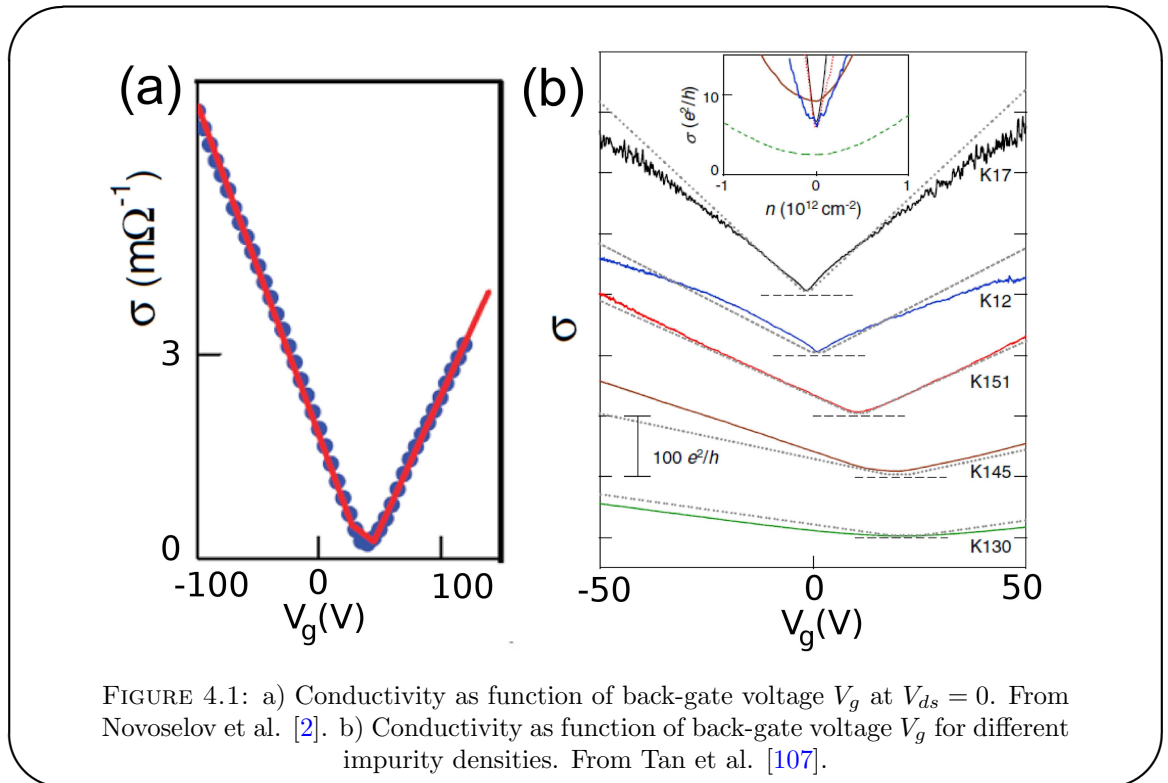 (a)
σ (mΩ⁻¹)
3
0
-100
0
100
V_g(V)
(b)
σ
σ (e²/h)
10
0
-1
0
1
n (10¹² cm⁻²)
K17
K12
K151
K145
K130
100 e²/h
-50
0
50
V_g(V)
FIGURE 4.1: a) Conductivity as function of back-gate voltage V_g at V_ds = 0. From
Novoselov et al. [2]. b) Conductivity as function of back-gate voltage V_g for different
impurity densities. From Tan et al. [107].